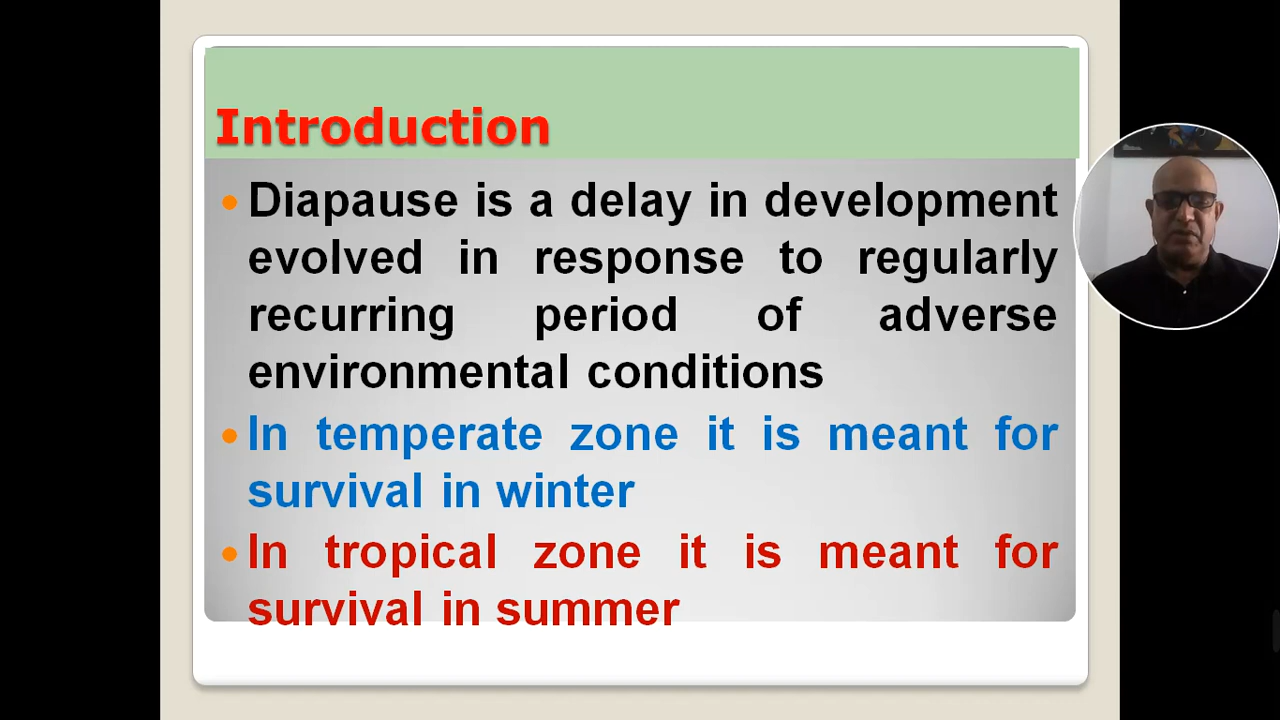 Introduction
Diapause is a delay in development
evolved in response to regularly
recurring period of adverse
environmental conditions
In temperate zone it is meant for
survival in winter
In tropical zone it is meant for
survival in summer